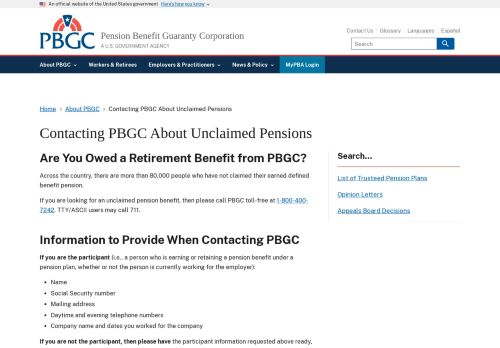 An official website of the United States government Here's how you know
PBGC
Pension Benefit Guaranty Corporation
A U.S. GOVERNMENT AGENCY
Contact Us Glossary Languages Español
Search
About PBGC Workers & Retirees Employers & Practitioners News & Policy MyPBA Login
Home About PBGC Contacting PBGC About Unclaimed Pensions
Contacting PBGC About Unclaimed Pensions
Are You Owed a Retirement Benefit from PBGC?
Across the country, there are more than 80,000 people who have not claimed their earned defined
benefit pension.
If you are looking for an unclaimed pension benefit, then please call PBGC toll-free at 1-800-400-
7242. TTY/ASCII users may call 711.
Information to Provide When Contacting PBGC
If you are the participant (i.e., a person who is earning or retaining a pension benefit under a
pension plan, whether or not the person is currently working for the employer):
Name
Social Security number
Mailing address
Daytime and evening telephone numbers
Company name and dates you worked for the company
If you are not the participant, then please have the participant information requested above ready,
Search...
List of Trusteed Pension Plans
Opinion Letters
Appeals Board Decisions